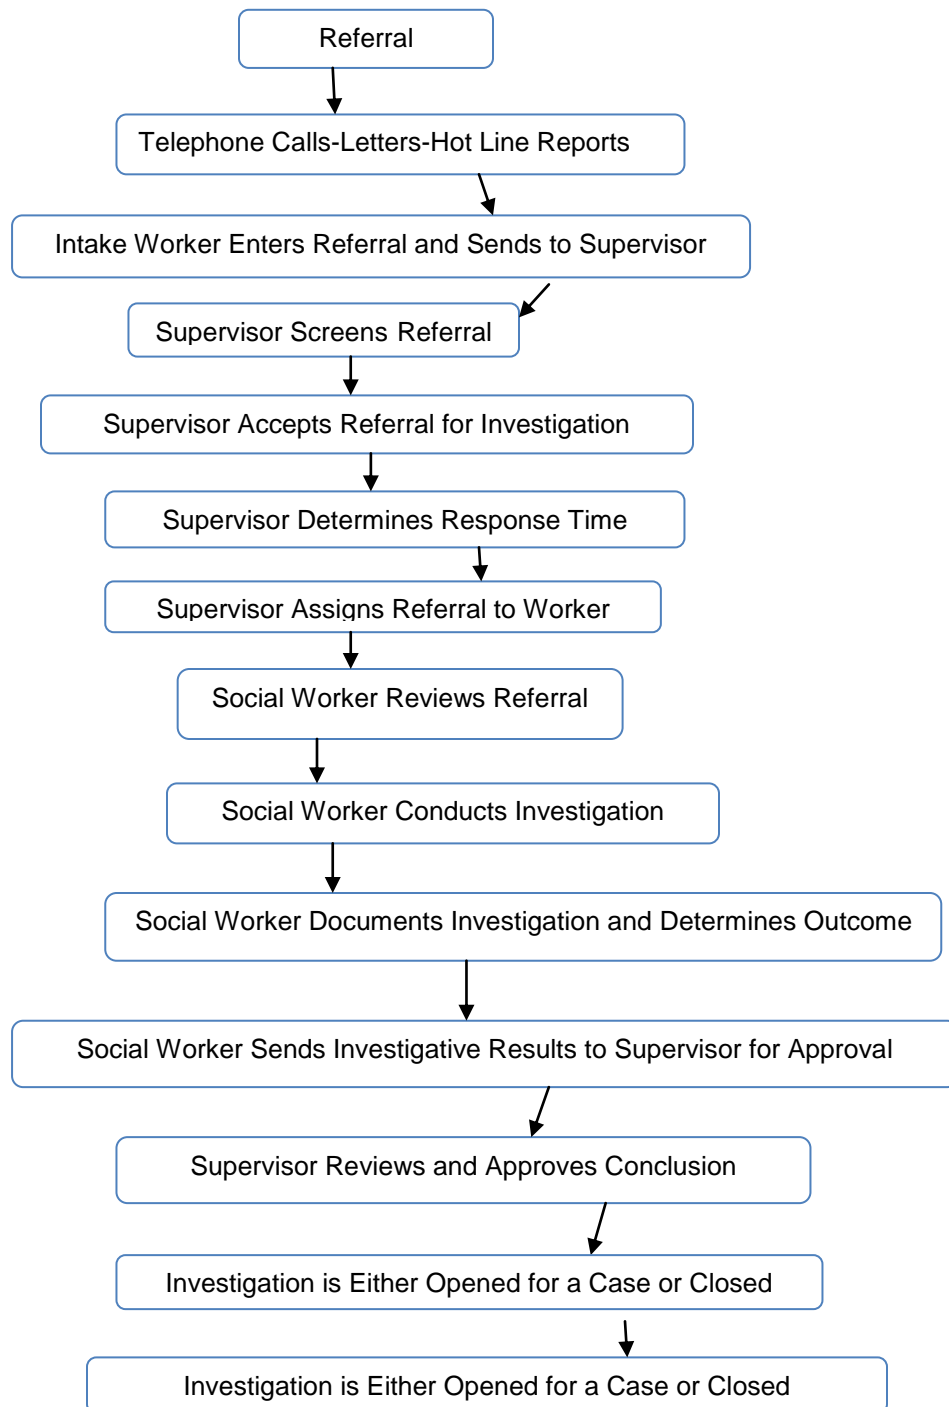 Referral
Telephone Calls-Letters-Hot Line Reports
Intake Worker Enters Referral and Sends to Supervisor
Supervisor Screens Referral
Supervisor Accepts Referral for Investigation
Supervisor Determines Response Time
Supervisor Assigns Referral to Worker
Social Worker Reviews Referral
Social Worker Conducts Investigation
Social Worker Documents Investigation and Determines Outcome
Social Worker Sends Investigative Results to Supervisor for Approval
Supervisor Reviews and Approves Conclusion
Investigation is Either Opened for a Case or Closed
Investigation is Either Opened for a Case or Closed